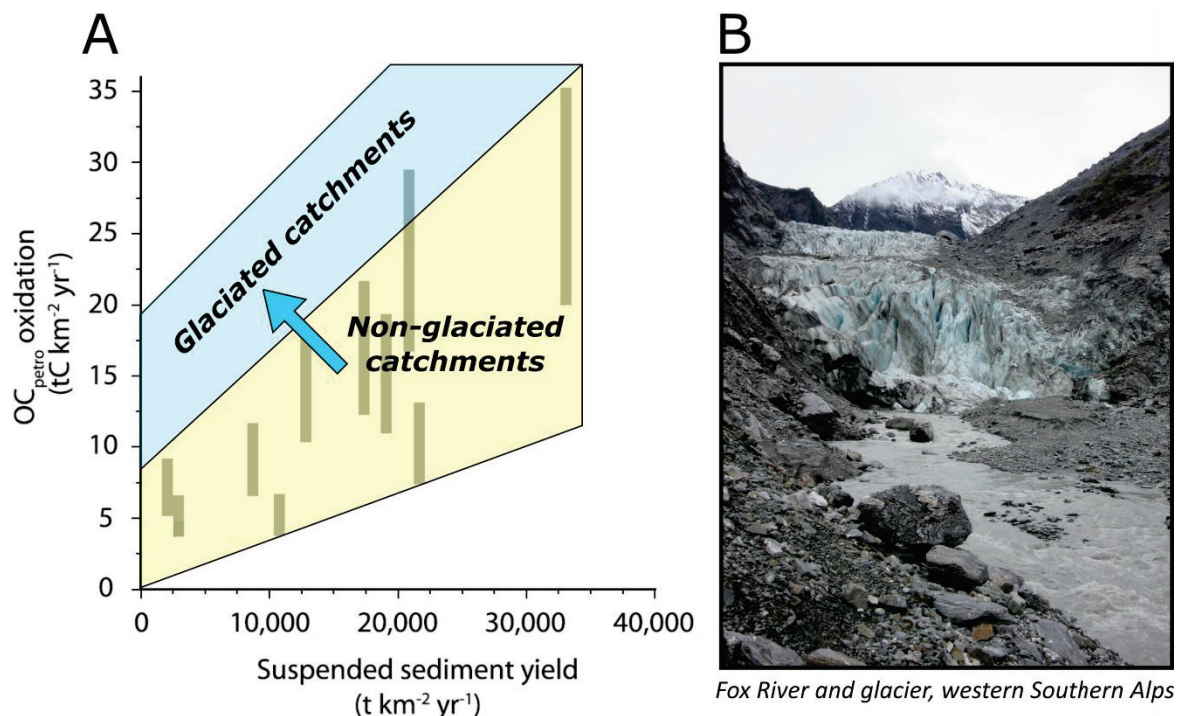 A
OC petro oxidation
(tC km-2 yr-1)
35
30
25
20
15
10
5
0
Glaciated catchments
Non-glaciated
catchments
0 10,000 20,000 30,000 40,000
Suspended sediment yield
(t km-2 yr-1)
B
Fox River and glacier, western Southern Alps